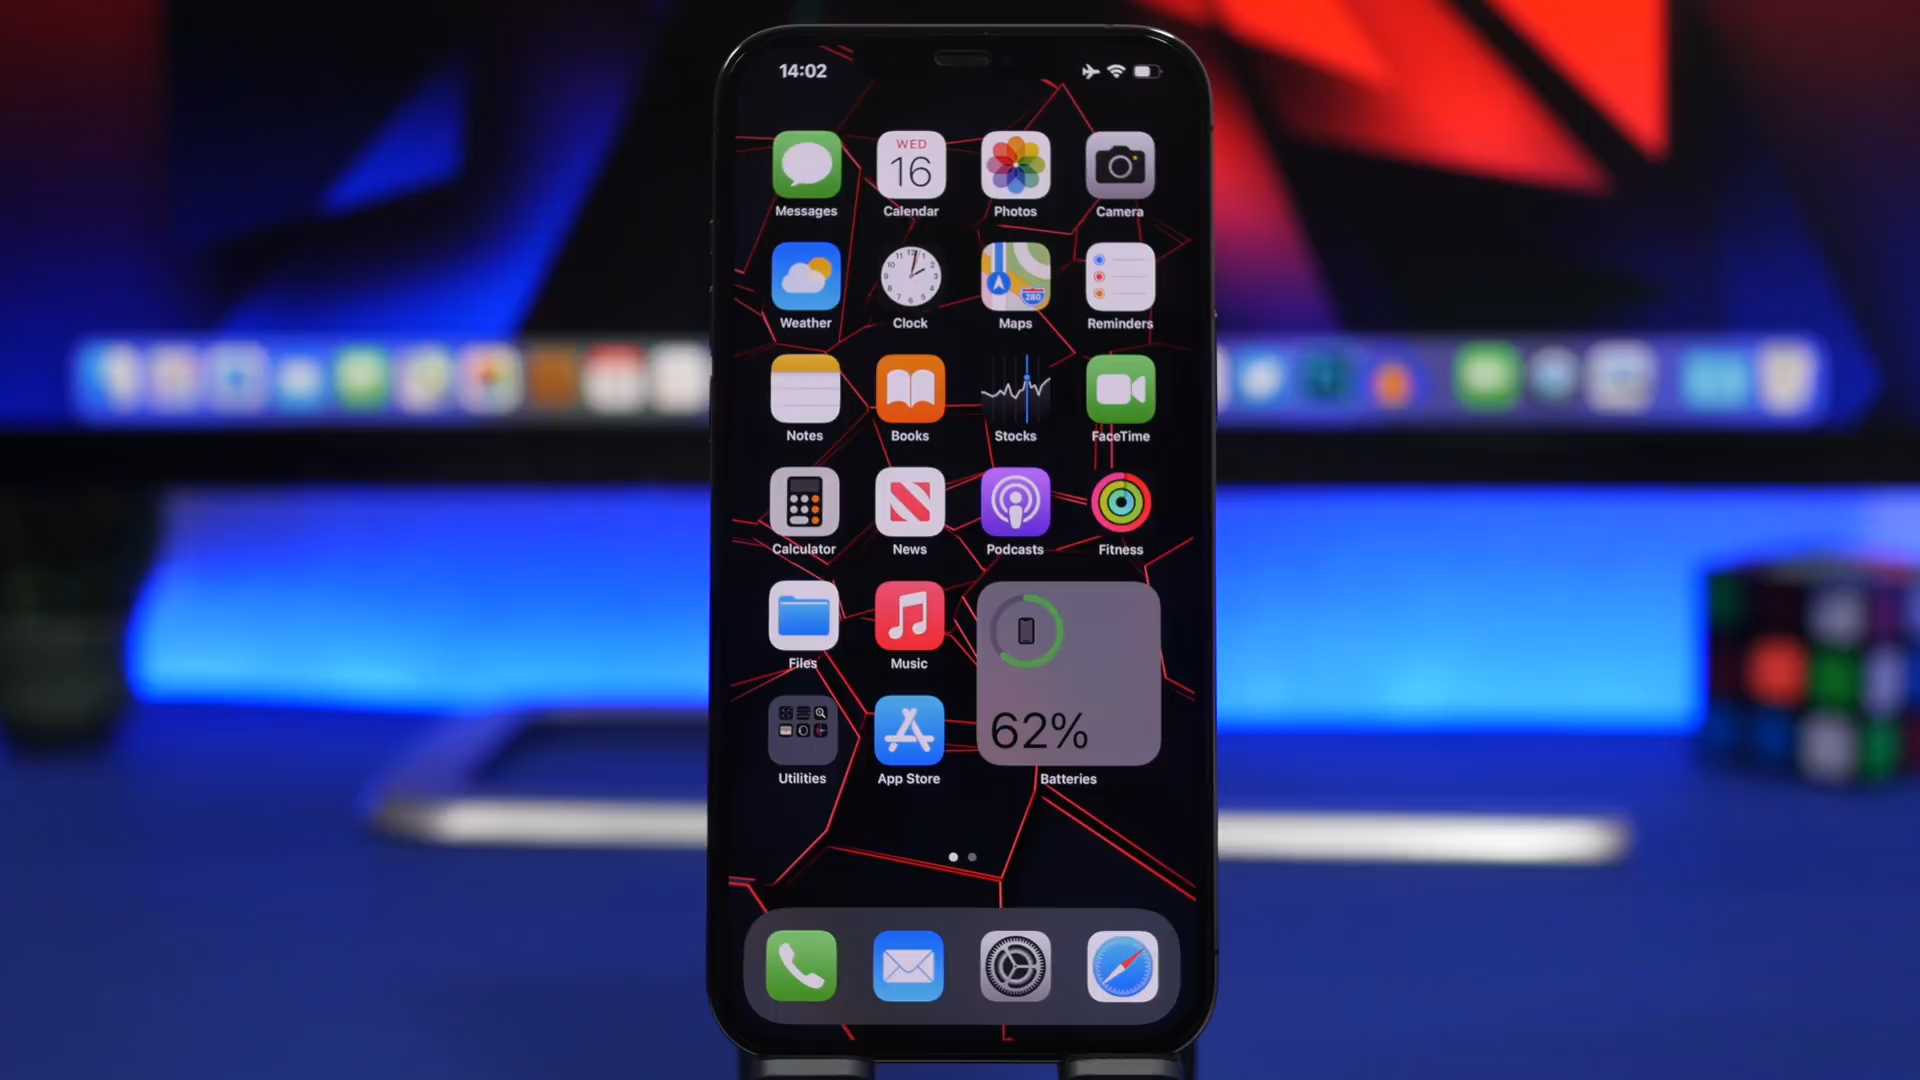 14:02
WED
16
Messages
Calendar
Photos
Camera
280
Weather
Clock
Maps
Reminders
Notes
Books
Stocks
FaceTime
Calculator
News
Podcasts
Fitness
Files
Music
62%
Utilities
App Store
Batteries